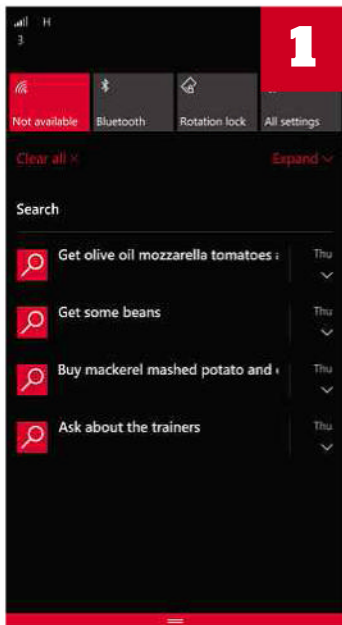 H
3
1
Not available Bluetooth Rotation lock All settings
Clear all × Expand
Search
Get olive oil mozzarella tomatoes Thu
Get some beans Thu
Buy mackerel mashed potato and Thu
Ask about the trainers Thu